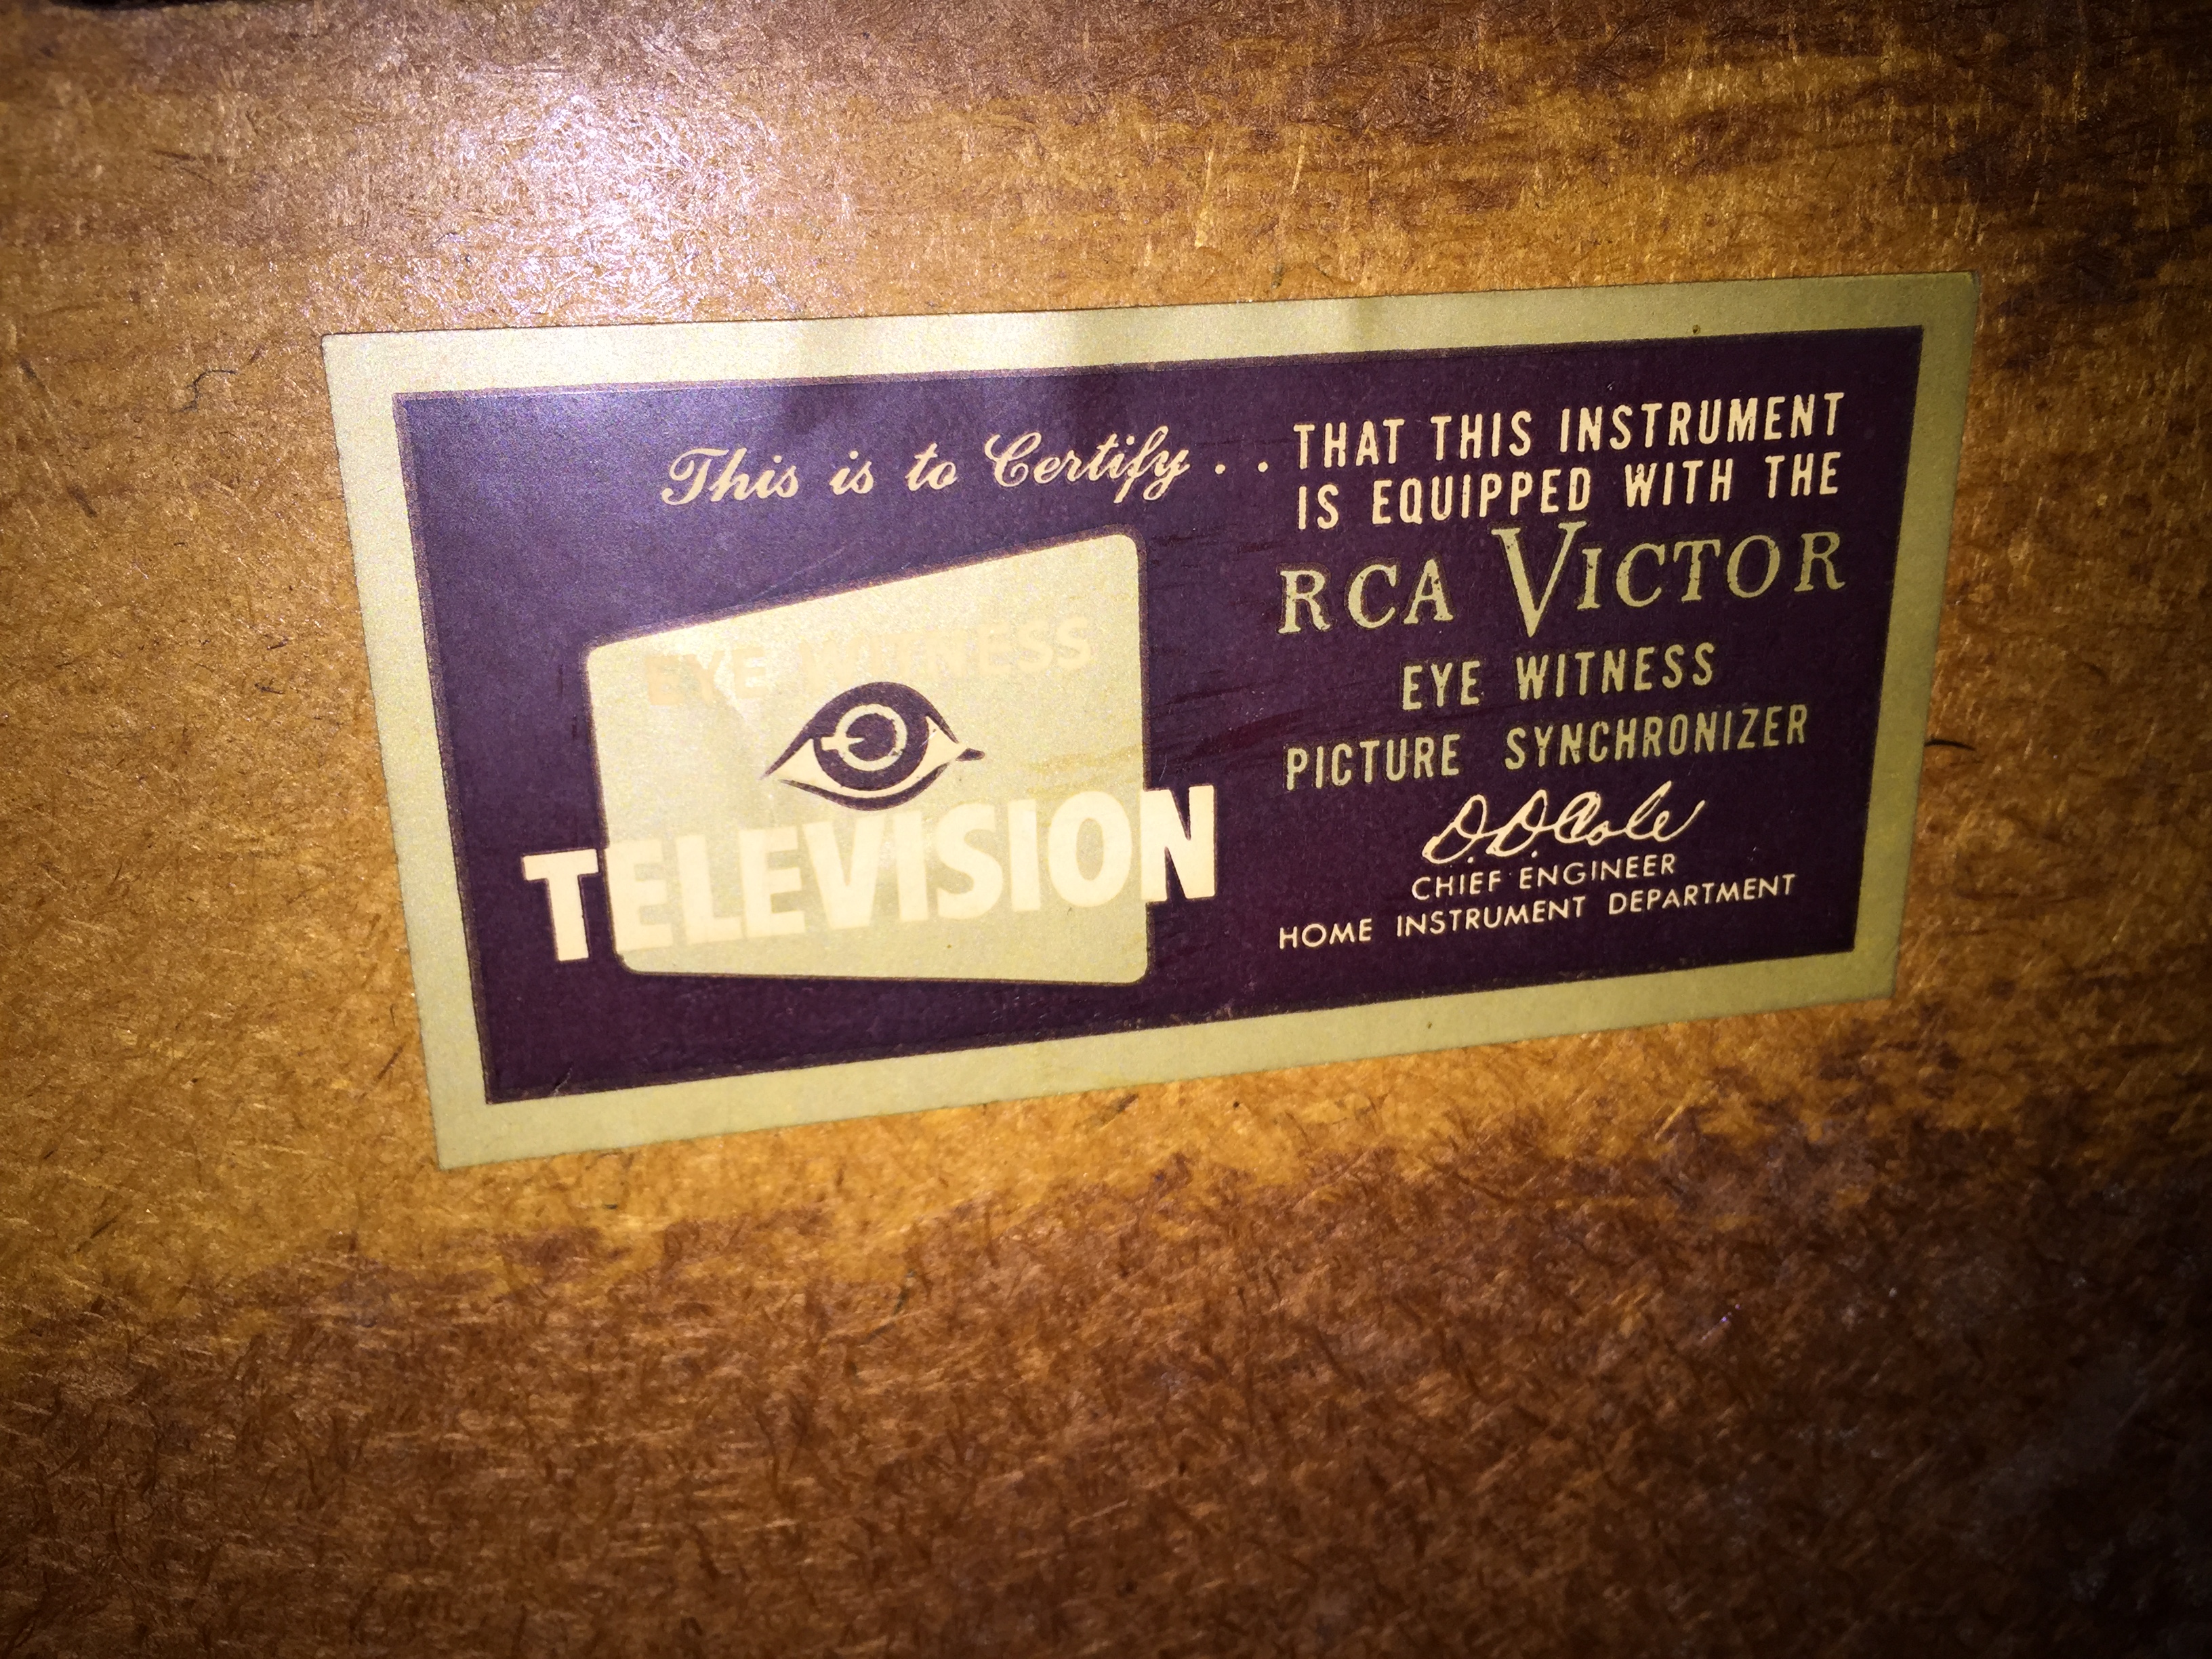 This is to Certify . . THAT THIS INSTRUMENT
IS EQUIPPED WITH THE
RCA VICTOR
EYE WITNESS
PICTURE SYNCHRONIZER
D.D. Cole
CHIEF ENGINEER
HOME INSTRUMENT DEPARTMENT
EYE WITNESS
TELEVISION